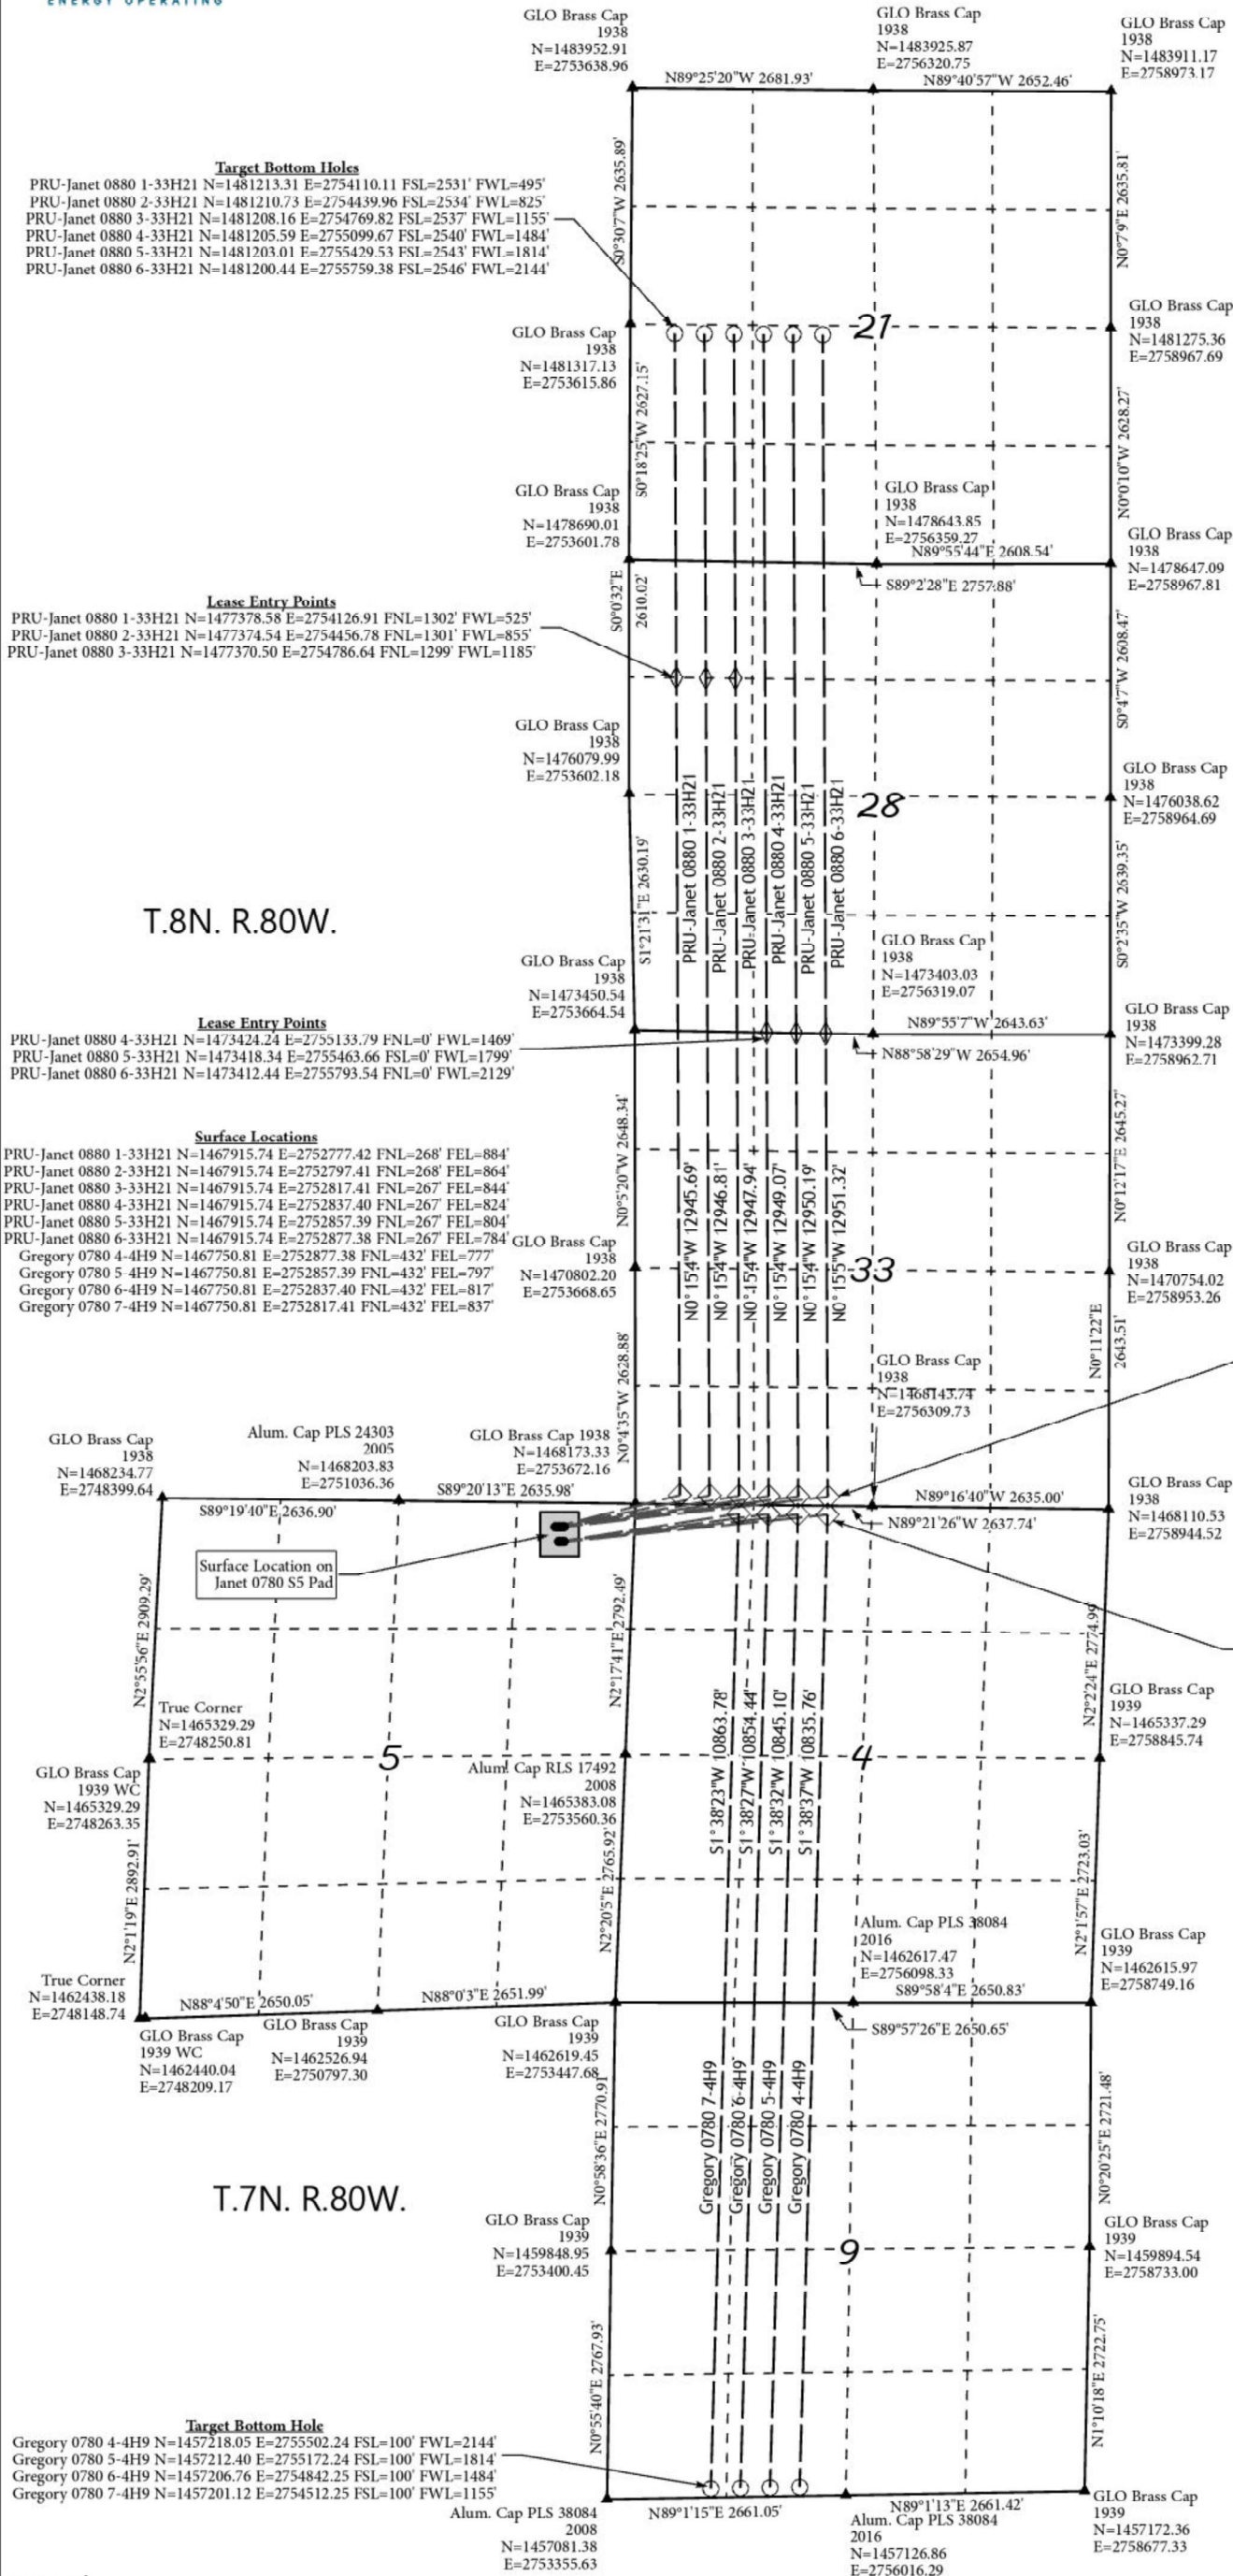 ENERGY OPERATING
GLO Brass Cap
1938
N=1483952.91
E=2753638.96
GLO Brass Cap
1938
N=1483925.87
E=2756320.75
GLO Brass Cap
1938
N=1483911.17
E=2758973.17
N89°25'20"W 2681.93'
N89°40'57"W 2652.46'
S0°30'7"W 2635.89'
N0°7'9"E 2635.81'
Target Bottom Holes
PRU-Janet 0880 1-33H21 N=1481213.31 E=2754110.11 FSL=2531' FWL=495'
PRU-Janet 0880 2-33H21 N=1481210.73 E=2754439.96 FSL=2534' FWL=825'
PRU-Janet 0880 3-33H21 N=1481208.16 E=2754769.82 FSL=2537' FWL=1155'
PRU-Janet 0880 4-33H21 N=1481205.59 E=2755099.67 FSL=2540' FWL=1484'
PRU-Janet 0880 5-33H21 N=1481203.01 E=2755429.53 FSL=2543' FWL=1814'
PRU-Janet 0880 6-33H21 N=1481200.44 E=2755759.38 FSL=2546' FWL=2144'
GLO Brass Cap
1938
N=1481317.13
E=2753615.86
21
GLO Brass Cap
1938
N=1481275.36
E=2758967.69
S0°18'25"W 2627.15'
N0°0'10"W 2628.27'
GLO Brass Cap
1938
N=1478690.01
E=2753601.78
GLO Brass Cap
1938
N=1478643.85
E=2756359.27
N89°55'44"E 2608.54'
S89°2'28"E 2757.88'
GLO Brass Cap
1938
N=1478647.09
E=2758967.81
S0°0'32"E
2610.02'
S0°4'7"W 2608.47'
Lease Entry Points
PRU-Janet 0880 1-33H21 N=1477378.58 E=2754126.91 FNL=1302' FWL=525'
PRU-Janet 0880 2-33H21 N=1477374.54 E=2754456.78 FNL=1301' FWL=855'
PRU-Janet 0880 3-33H21 N=1477370.50 E=2754786.64 FNL=1299' FWL=1185'
GLO Brass Cap
1938
N=1476079.99
E=2753602.18
28
GLO Brass Cap
1938
N=1476038.62
E=2758964.69
PRU-Janet 0880 1-33H21
PRU-Janet 0880 2-33H21
PRU-Janet 0880 3-33H21
PRU-Janet 0880 4-33H21
PRU-Janet 0880 5-33H21
PRU-Janet 0880 6-33H21
S1°21'31"E 2630.19'
S0°2'35"W 2639.35'
T.8N. R.80W.
GLO Brass Cap
1938
N=1473450.54
E=2753664.54
GLO Brass Cap
1938
N=1473403.03
E=2756319.07
N89°55'7"W 2643.63'
N88°58'29"W 2654.96'
GLO Brass Cap
1938
N=1473399.28
E=2758962.71
Lease Entry Points
PRU-Janet 0880 4-33H21 N=1473424.24 E=2755133.79 FNL=0' FWL=1469'
PRU-Janet 0880 5-33H21 N=1473418.34 E=2755463.66 FSL=0' FWL=1799'
PRU-Janet 0880 6-33H21 N=1473412.44 E=2755793.54 FNL=0' FWL=2129'
N0°5'20"W 2648.34'
N0°12'17"E 2645.27'
Surface Locations
PRU-Janet 0880 1-33H21 N=1467915.74 E=2752777.42 FNL=268' FEL=884'
PRU-Janet 0880 2-33H21 N=1467915.74 E=2752797.41 FNL=268' FEL=864'
PRU-Janet 0880 3-33H21 N=1467915.74 E=2752817.41 FNL=267' FEL=844'
PRU-Janet 0880 4-33H21 N=1467915.74 E=2752837.40 FNL=267' FEL=824'
PRU-Janet 0880 5-33H21 N=1467915.74 E=2752857.39 FNL=267' FEL=804'
PRU-Janet 0880 6-33H21 N=1467915.74 E=2752877.38 FNL=267' FEL=784'
Gregory 0780 4-4H9 N=1467750.81 E=2752877.38 FNL=432' FEL=777'
Gregory 0780 5-4H9 N=1467750.81 E=2752857.39 FNL=432' FEL=797'
Gregory 0780 6-4H9 N=1467750.81 E=2752837.40 FNL=432' FEL=817'
Gregory 0780 7-4H9 N=1467750.81 E=2752817.41 FNL=432' FEL=837'
GLO Brass Cap
1938
N=1470802.20
E=2753668.65
N0°15'4"W 12945.69'
N0°15'4"W 12946.81'
N0°15'4"W 12947.94'
N0°15'4"W 12949.07'
N0°15'4"W 12950.19'
N0°15'5"W 12951.32'
33
GLO Brass Cap
1938
N=1470754.02
E=2758953.26
N0°4'35"W 2628.88'
N0°11'22"E
2643.51'
GLO Brass Cap
1938
N=1468143.74
E=2756309.73
GLO Brass Cap
1938
N=1468234.77
E=2748399.64
Alum. Cap PLS 24303
2005
N=1468203.83
E=2751036.36
GLO Brass Cap 1938
N=1468173.33
E=2753672.16
S89°19'40"E 2636.90'
S89°20'13"E 2635.98'
N89°16'40"W 2635.00'
N89°21'26"W 2637.74'
GLO Brass Cap
1938
N=1468110.53
E=2758944.52
Surface Location on
Janet 0780 S5 Pad
N2°55'56"E 2909.29'
N2°17'41"E 2792.49'
N2°2'24"E 2774.99'
True Corner
N=1465329.29
E=2748250.81
GLO Brass Cap
1939 WC
N=1465329.29
E=2748263.35
5
Alum. Cap RLS 17492
2008
N=1465383.08
E=2753560.36
S1°38'23"W 10863.78'
S1°38'27"W 10854.44'
S1°38'32"W 10845.10'
S1°38'37"W 10835.76'
4
GLO Brass Cap
1939
N=1465337.29
E=2758845.74
N2°1'19"E 2892.91'
N2°20'5"E 2765.92'
N2°1'57"E 2723.03'
True Corner
N=1462438.18
E=2748148.74
N88°4'50"E 2650.05'
N88°0'3"E 2651.99'
GLO Brass Cap
1939 WC
N=1462440.04
E=2748209.17
GLO Brass Cap
1939
N=1462526.94
E=2750797.30
GLO Brass Cap
1939
N=1462619.45
E=2753447.68
Alum. Cap PLS 38084
2016
N=1462617.47
E=2756098.33
S89°58'4"E 2650.83'
S89°57'26"E 2650.65'
GLO Brass Cap
1939
N=1462615.97
E=2758749.16
N0°58'36"E 2770.91'
N0°20'25"E 2721.48'
Gregory 0780 7-4H9
Gregory 0780 6-4H9
Gregory 0780 5-4H9
Gregory 0780 4-4H9
T.7N. R.80W.
GLO Brass Cap
1939
N=1459848.95
E=2753400.45
9
GLO Brass Cap
1939
N=1459894.54
E=2758733.00
N0°55'40"E 2767.93'
N1°10'18"E 2722.75'
Target Bottom Hole
Gregory 0780 4-4H9 N=1457218.05 E=2755502.24 FSL=100' FWL=2144'
Gregory 0780 5-4H9 N=1457212.40 E=2755172.24 FSL=100' FWL=1814'
Gregory 0780 6-4H9 N=1457206.76 E=2754842.25 FSL=100' FWL=1484'
Gregory 0780 7-4H9 N=1457201.12 E=2754512.25 FSL=100' FWL=1155'
Alum. Cap PLS 38084
2008
N=1457081.38
E=2753355.63
N89°1'15"E 2661.05'
N89°1'13"E 2661.42'
Alum. Cap PLS 38084
2016
N=1457126.86
E=2756016.29
GLO Brass Cap
1939
N=1457172.36
E=2758677.33